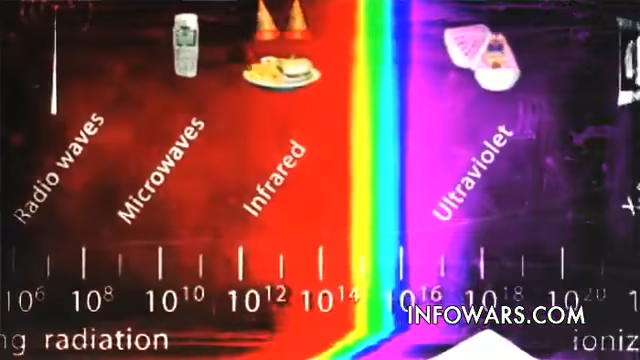 Radio waves
Microwaves
Infrared
Ultraviolet
10⁶ 10⁸ 10¹⁰ 10¹² 10¹⁴ 10¹⁶ 10¹⁸ 10²⁰
INFOWARS.COM
ng radiation
ioniz